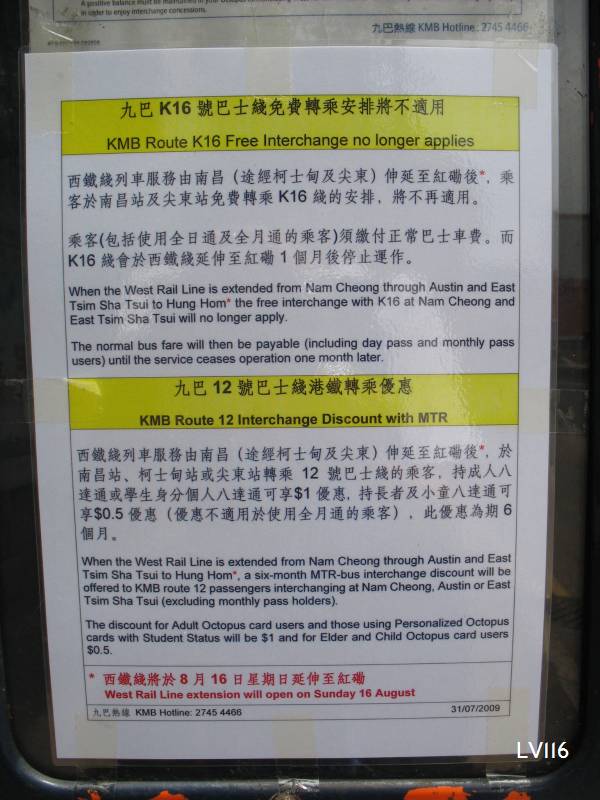 A positive balance must be maintained
in order to enjoy interchange concessions.
九巴熱線 KMB Hotline: 2745 4466
九巴 K16 號巴士綫免費轉乘安排將不適用
KMB Route K16 Free Interchange no longer applies
西鐵綫列車服務由南昌（途經柯士甸及尖東）伸延至紅磡後*，乘
客於南昌站及尖東站免費轉乘 K16 綫的安排，將不再適用。
乘客(包括使用全日通及全月通的乘客)須繳付正常巴士車費。而
K16 綫會於西鐵綫延伸至紅磡 1 個月後停止運作。
When the West Rail Line is extended from Nam Cheong through Austin and East
Tsim Sha Tsui to Hung Hom* the free interchange with K16 at Nam Cheong and
East Tsim Sha Tsui will no longer apply.
The normal bus fare will then be payable (including day pass and monthly pass
users) until the service ceases operation one month later.
九巴 12 號巴士綫港鐵轉乘優惠
KMB Route 12 Interchange Discount with MTR
西鐵綫列車服務由南昌（途經柯士甸及尖東）伸延至紅磡後*，於
南昌站、柯士甸站或尖東站轉乘 12 號巴士綫的乘客，持成人八
達通或學生身分個人八達通可享$1 優惠，持長者及小童八達通可
享$0.5 優惠（優惠不適用於使用全月通的乘客），此優惠為期 6
個月。
When the West Rail Line is extended from Nam Cheong through Austin and East
Tsim Sha Tsui to Hung Hom*, a six-month MTR-bus interchange discount will be
offered to KMB route 12 passengers interchanging at Nam Cheong, Austin or East
Tsim Sha Tsui (excluding monthly pass holders).
The discount for Adult Octopus card users and those using Personalized Octopus
cards with Student Status will be $1 and for Elder and Child Octopus card users
$0.5.
* 西鐵綫將於 8 月 16 日星期日延伸至紅磡
West Rail Line extension will open on Sunday 16 August
九巴熱綫 KMB Hotline: 2745 4466
31/07/2009
LV116